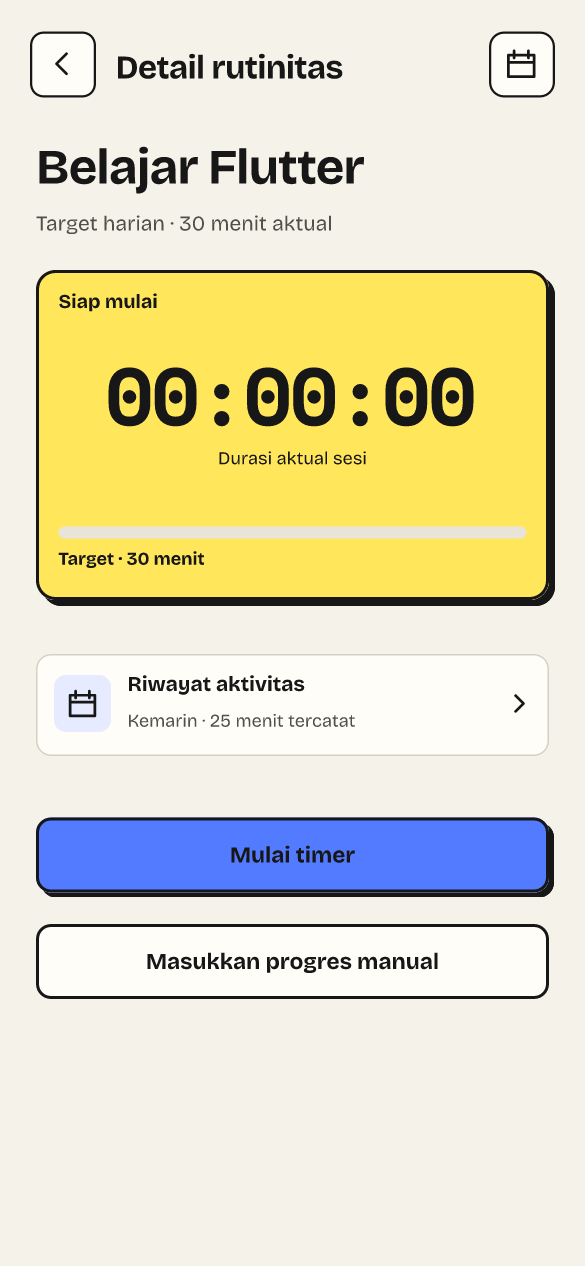 Detail rutinitas
Belajar Flutter
Target harian · 30 menit aktual
Siap mulai
00:00:00
Durasi aktual sesi
Target · 30 menit
Riwayat aktivitas
Kemarin · 25 menit tercatat
Mulai timer
Masukkan progres manual